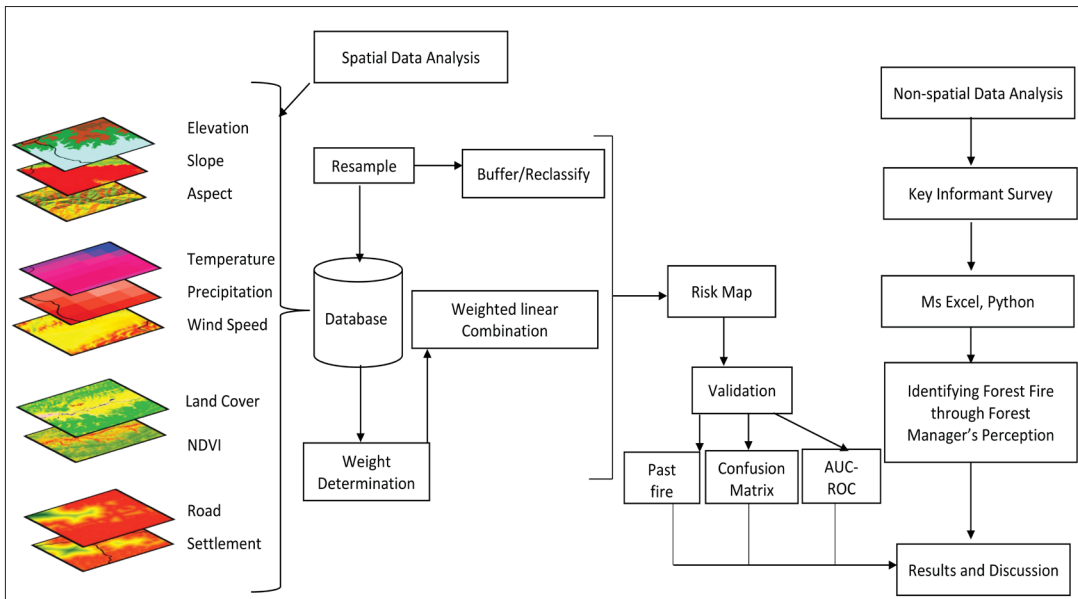 Spatial Data Analysis
Elevation
Slope
Aspect
Temperature
Precipitation
Wind Speed
Land Cover
NDVI
Road
Settlement
Resample
Buffer/Reclassify
Database
Weighted linear
Combination
Weight
Determination
Risk Map
Validation
Past
fire
Confusion
Matrix
AUC-
ROC
Non-spatial Data Analysis
Key Informant Survey
Ms Excel, Python
Identifying Forest Fire
through Forest
Manager’s Perception
Results and Discussion